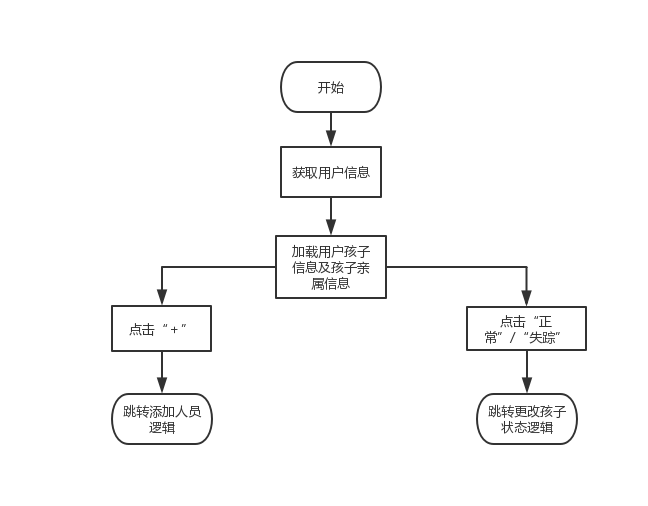 开始
获取用户信息
加载用户孩子
信息及孩子亲
属信息
点击“+”
点击“正
常”/“失踪”
跳转添加人员
逻辑
跳转更改孩子
状态逻辑